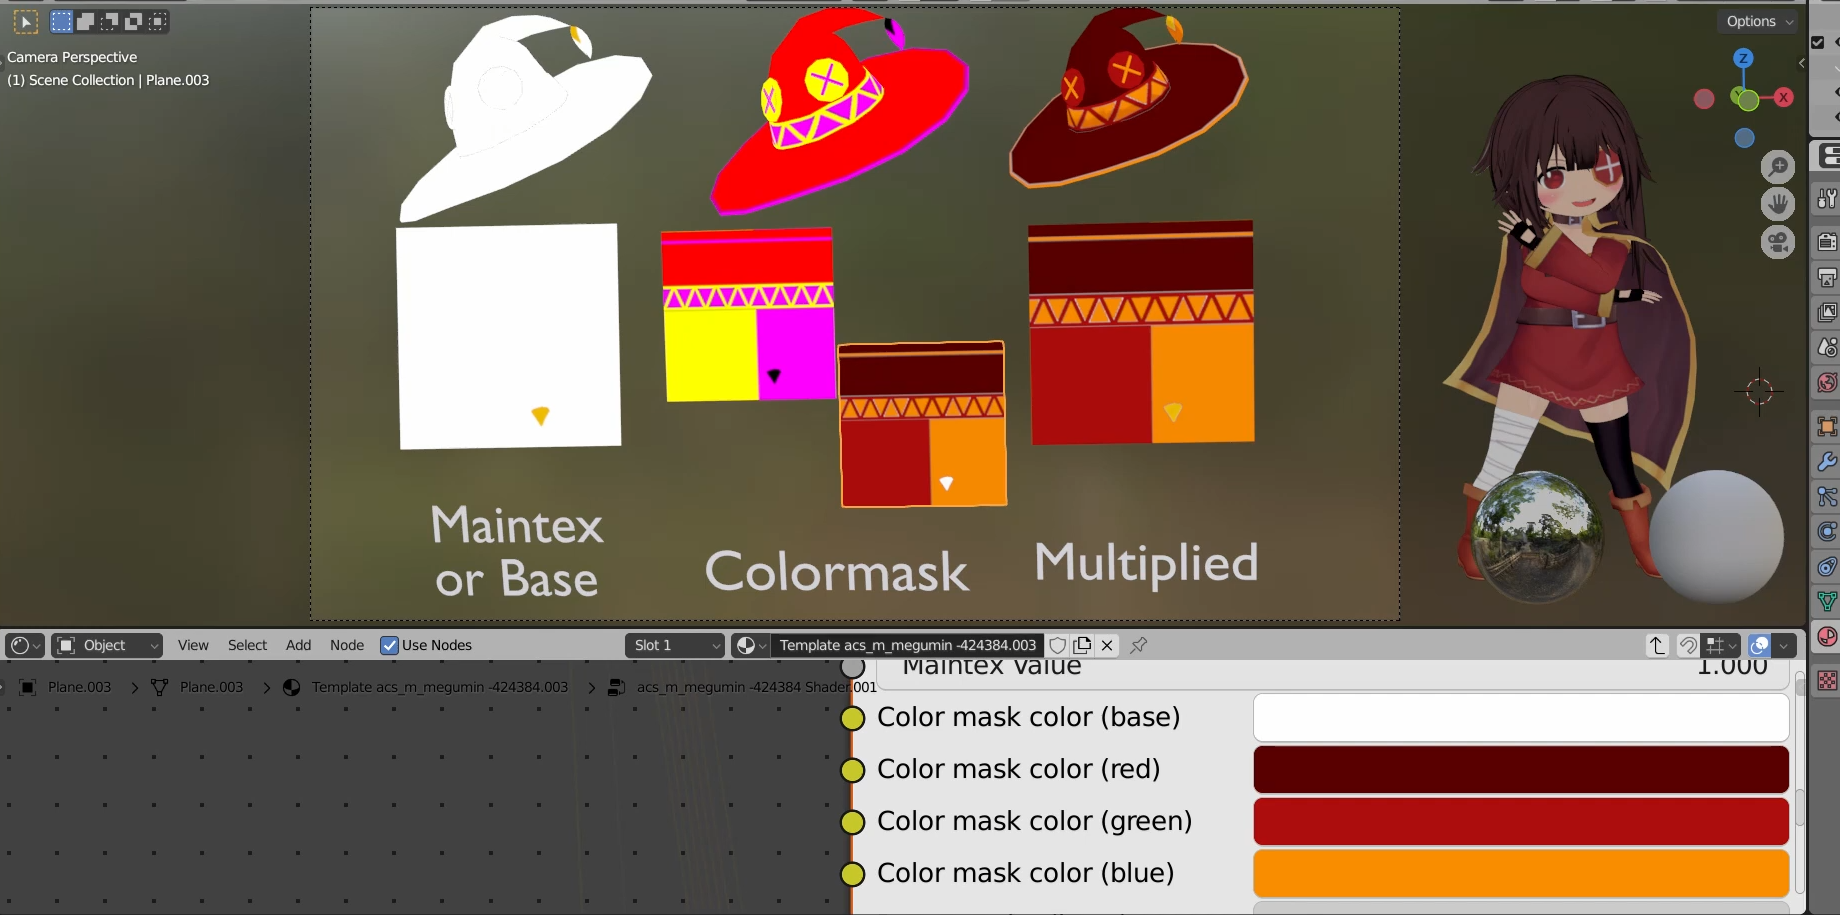 Options
Camera Perspective
(1) Scene Collection | Plane.003
Z
X
Maintex
or Base
Colormask
Multiplied
Object
View
Select
Add
Node
Use Nodes
Slot 1
Template acs_m_megumin -424384.003
Plane.003
Plane.003
Template acs_m_megumin -424384.003
acs_m_megumin -424384 Shader.001
Maintex Value
1.000
Color mask color (base)
Color mask color (red)
Color mask color (green)
Color mask color (blue)